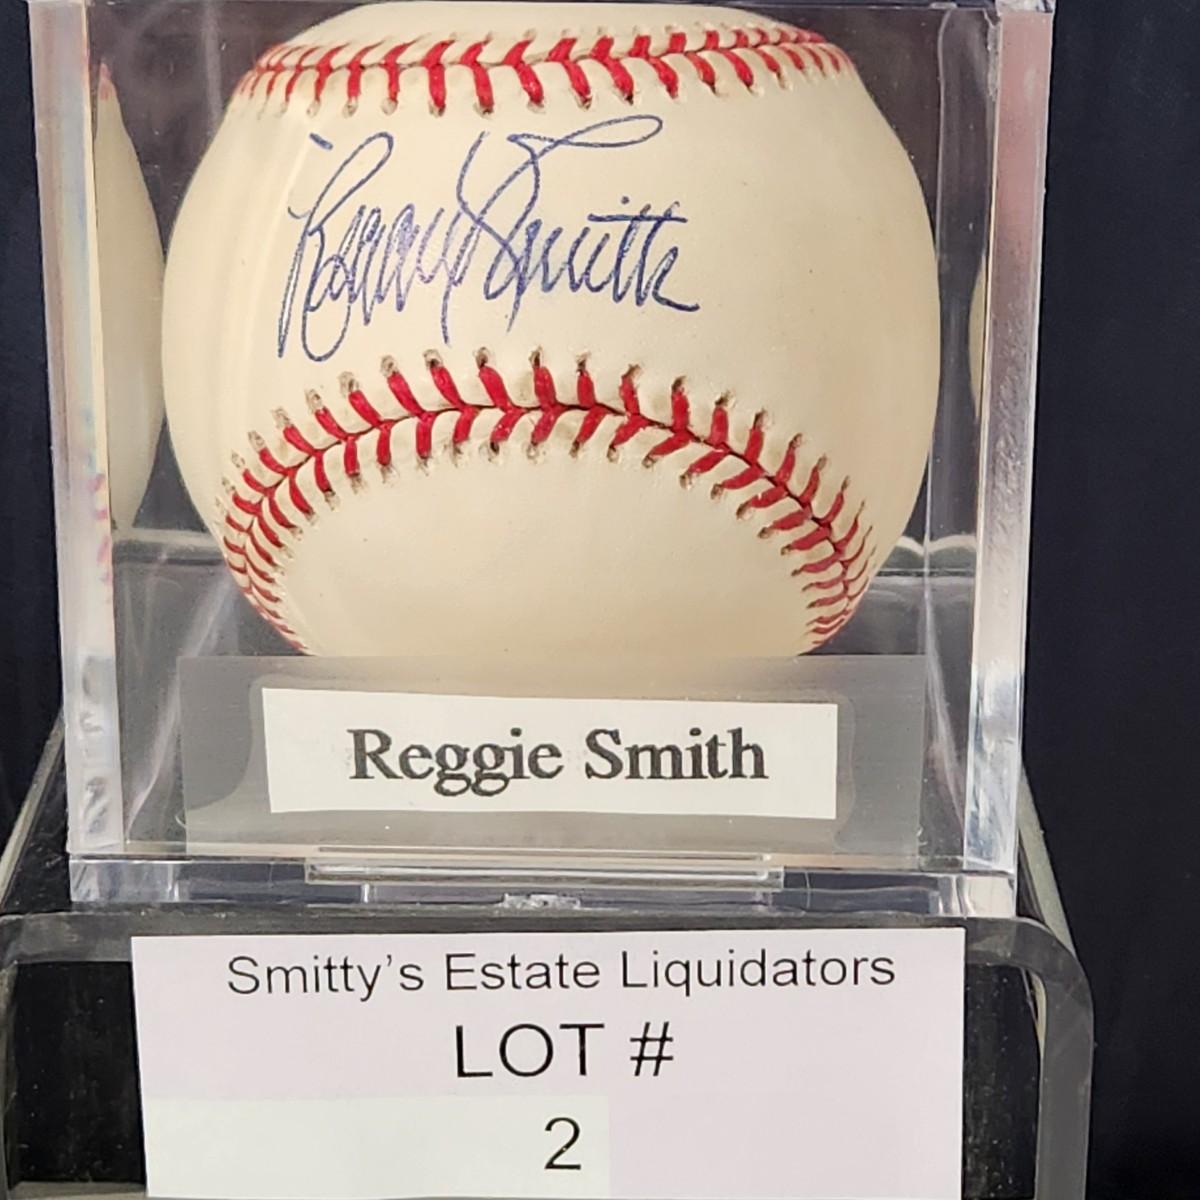 Reggie Smith
Reggie Smith
Smitty's Estate Liquidators
LOT #
2